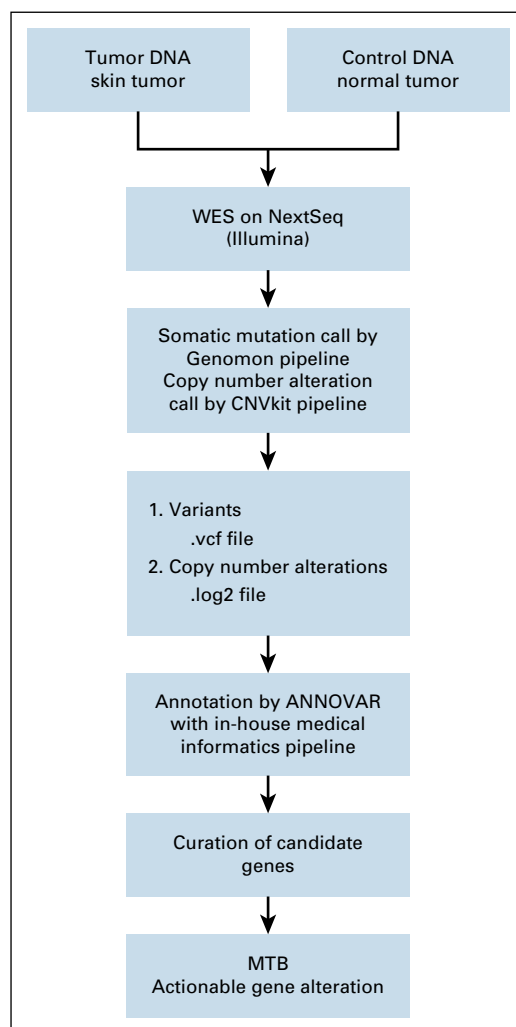 Tumor DNA
skin tumor
Control DNA
normal tumor
WES on NextSeq
(Illumina)
Somatic mutation call by
Genomon pipeline
Copy number alteration
call by CNVkit pipeline
1. Variants
.vcf file
2. Copy number alterations
.log2 file
Annotation by ANNOVAR
with in-house medical
informatics pipeline
Curation of candidate
genes
MTB
Actionable gene alteration